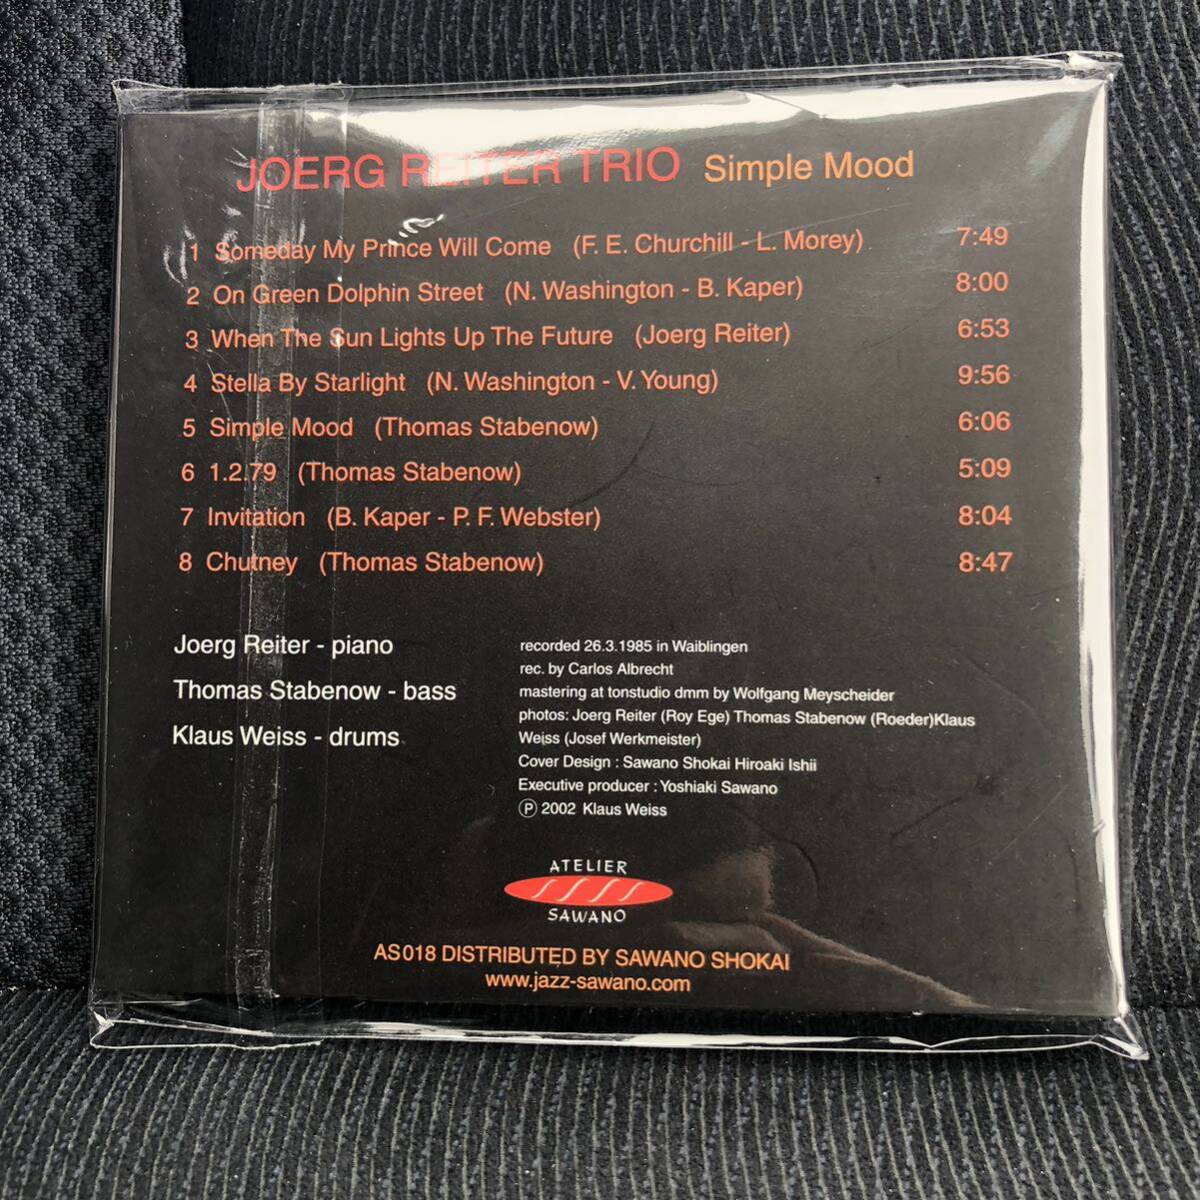 JOERG REITER TRIO Simple Mood
1 Someday My Prince Will Come (F. E. Churchill - L. Morey) 7:49
2 On Green Dolphin Street (N. Washington - B. Kaper) 8:00
3 When The Sun Lights Up The Future (Joerg Reiter) 6:53
4 Stella By Starlight (N. Washington - V. Young) 9:56
5 Simple Mood (Thomas Stabenow) 6:06
6 1.2.79 (Thomas Stabenow) 5:09
7 Invitation (B. Kaper - P. F. Webster) 8:04
8 Chutney (Thomas Stabenow) 8:47
Joerg Reiter - piano
Thomas Stabenow - bass
Klaus Weiss - drums
recorded 26.3.1985 in Waiblingen
rec. by Carlos Albrecht
mastering at tonstudio dmm by Wolfgang Meyscheider
photos: Joerg Reiter (Roy Ege) Thomas Stabenow (Roeder)Klaus
Weiss (Josef Werkmeister)
Cover Design : Sawano Shokai Hiroaki Ishii
Executive producer : Yoshiaki Sawano
℗ 2002 Klaus Weiss
ATELIER
SAWANO
AS018 DISTRIBUTED BY SAWANO SHOKAI
www.jazz-sawano.com